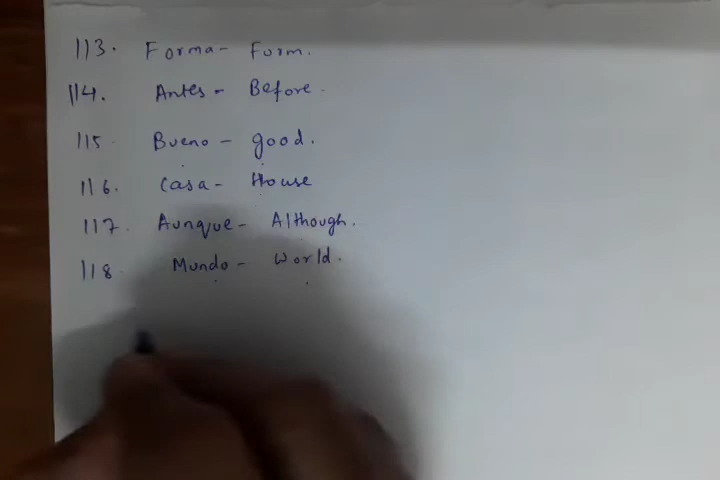 113. Forma - Form.
114. Antes - Before.
115. Bueno - good.
116. Casa - House
117. Aunque - Although.
118. Mundo - World.